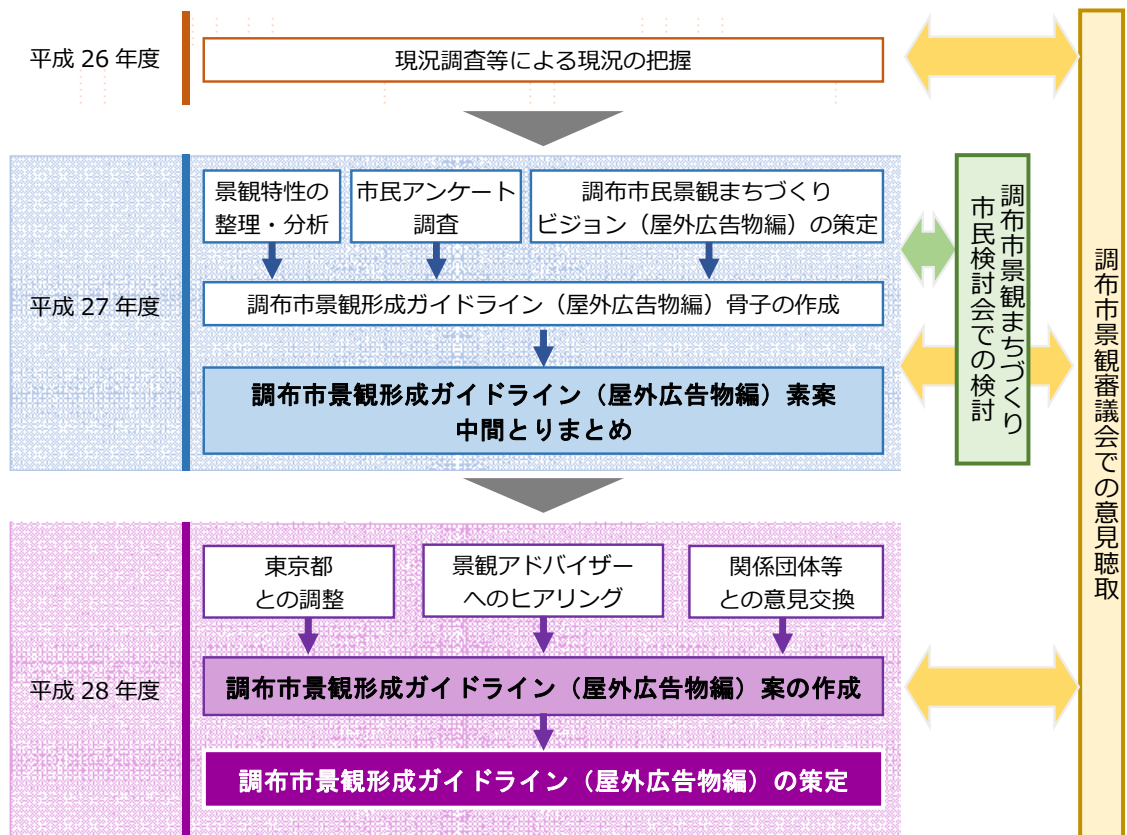 平成 26 年度
現況調査等による現況の把握
平成 27 年度
景観特性の
整理・分析
市民アンケート
調査
調布市民景観まちづくり
ビジョン（屋外広告物編）の策定
調布市景観形成ガイドライン（屋外広告物編）骨子の作成
調布市景観形成ガイドライン（屋外広告物編）素案
中間とりまとめ
調布市景観まちづくり
市民検討会での検討
調布市景観審議会での意見聴取
平成 28 年度
東京都
との調整
景観アドバイザー
へのヒアリング
関係団体等
との意見交換
調布市景観形成ガイドライン（屋外広告物編）案の作成
調布市景観形成ガイドライン（屋外広告物編）の策定